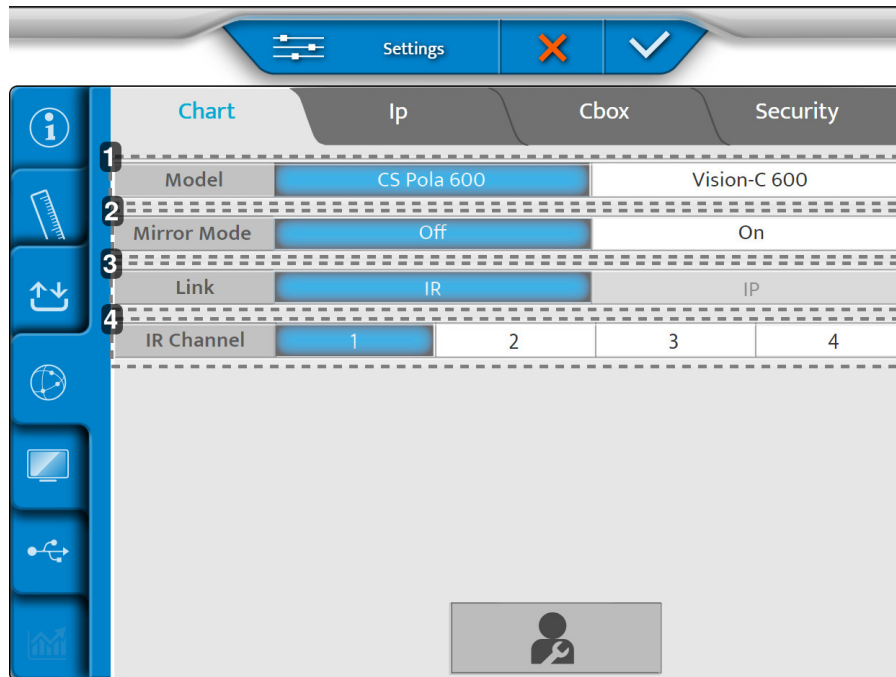 Settings
Chart Ip Cbox Security
1
Model CS Pola 600 Vision-C 600
2
Mirror Mode Off On
3
Link IR IP
4
IR Channel 1 2 3 4